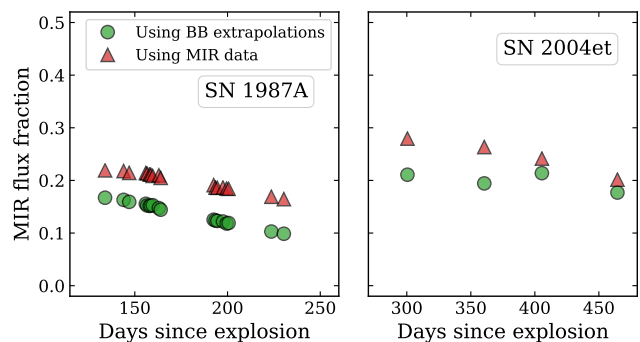 Using BB extrapolations
Using MIR data
SN 1987A
SN 2004et
MIR flux fraction
0.5
0.4
0.3
0.2
0.1
0.0
150
200
250
300
350
400
450
Days since explosion
Days since explosion